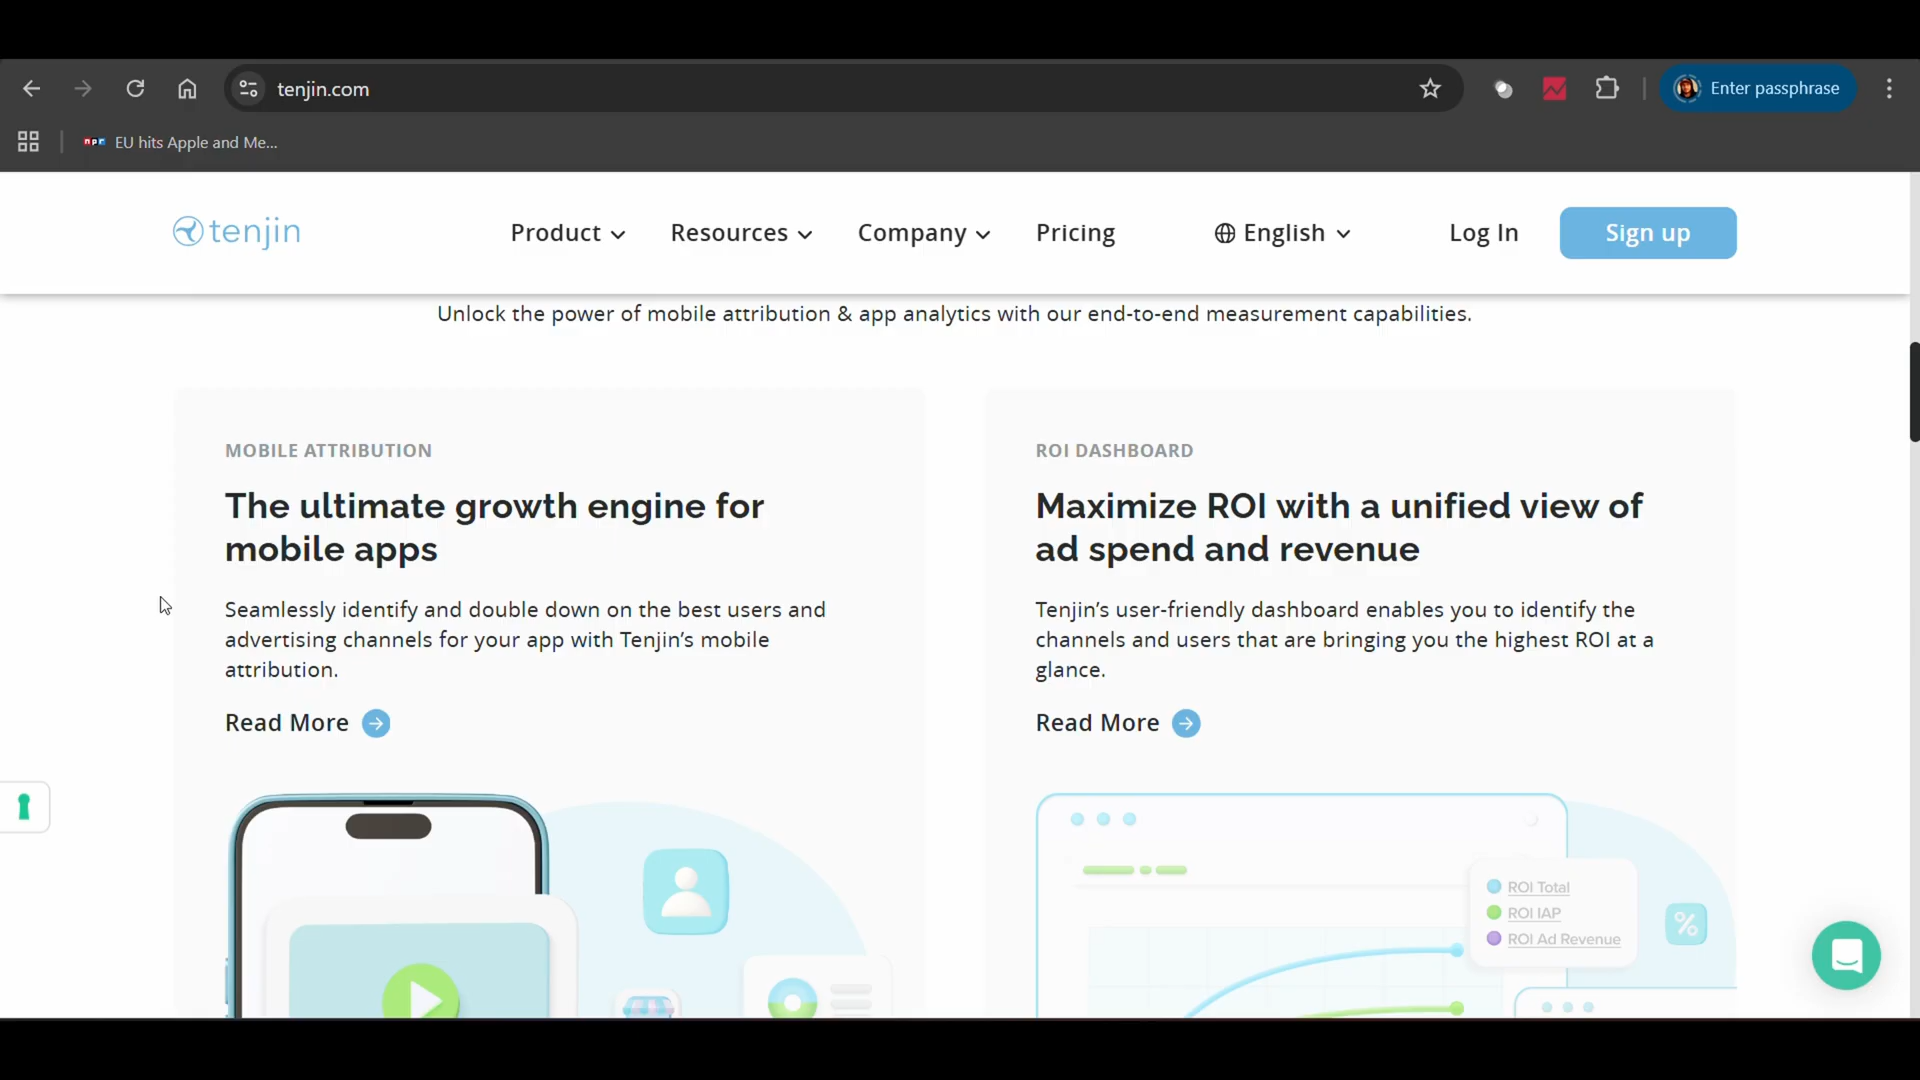 tenjin.com
Enter passphrase
npr EU hits Apple and Me...
tenjin
Product
Resources
Company
Pricing
English
Log In
Sign up
Unlock the power of mobile attribution & app analytics with our end-to-end measurement capabilities.
MOBILE ATTRIBUTION
The ultimate growth engine for
mobile apps
Seamlessly identify and double down on the best users and
advertising channels for your app with Tenjin’s mobile
attribution.
Read More
ROI DASHBOARD
Maximize ROI with a unified view of
ad spend and revenue
Tenjin’s user-friendly dashboard enables you to identify the
channels and users that are bringing you the highest ROI at a
glance.
Read More
ROI Total
ROI IAP
ROI Ad Revenue
%